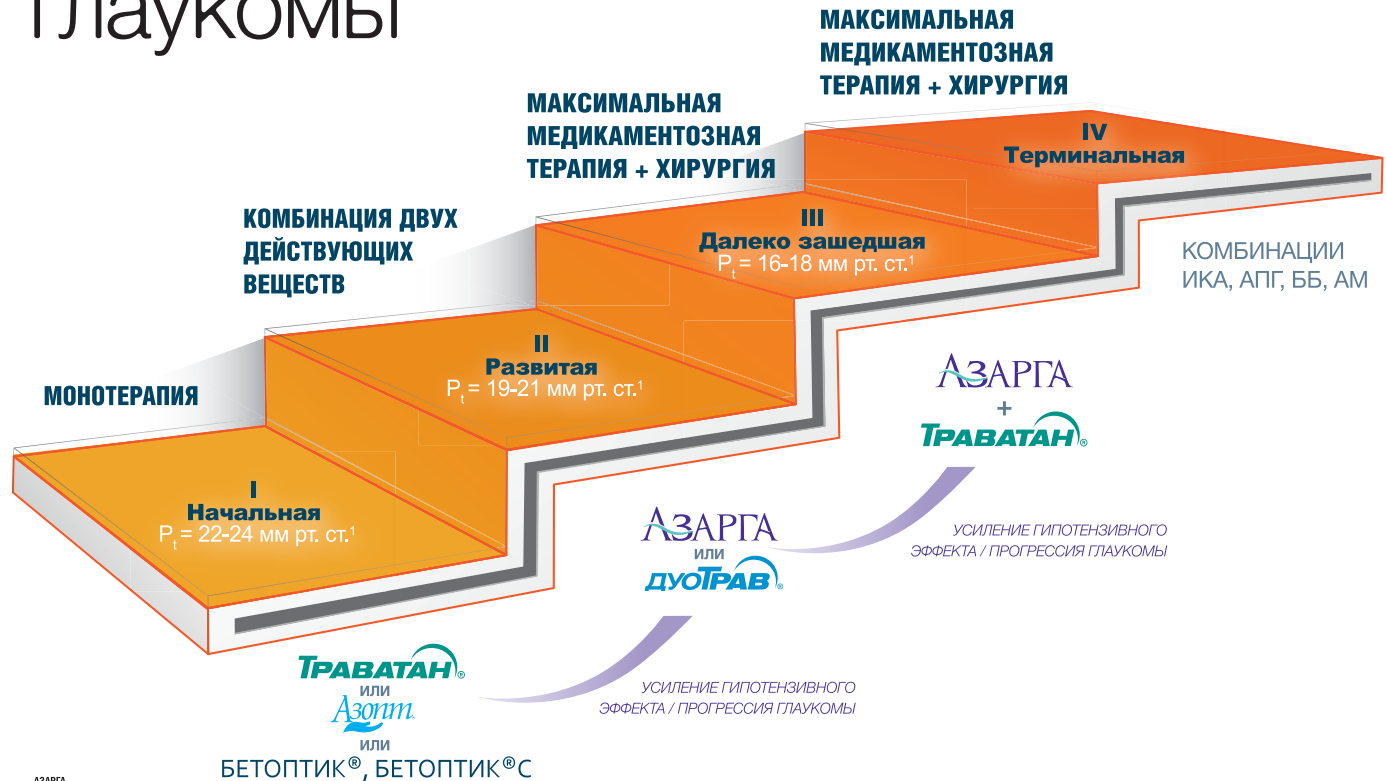 глаукомы
МАКСИМАЛЬНАЯ
МЕДИКАМЕНТОЗНАЯ
ТЕРАПИЯ + ХИРУРГИЯ
МАКСИМАЛЬНАЯ
МЕДИКАМЕНТОЗНАЯ
ТЕРАПИЯ + ХИРУРГИЯ
КОМБИНАЦИЯ ДВУХ
ДЕЙСТВУЮЩИХ
ВЕЩЕСТВ
МОНОТЕРАПИЯ
IV
Терминальная
III
Далеко зашедшая
Pt = 16-18 мм рт. ст.¹
II
Развитая
Pt = 19-21 мм рт. ст.¹
I
Начальная
Pt = 22-24 мм рт. ст.¹
КОМБИНАЦИИ
ИКА, АПГ, ББ, АМ
АЗАРГА
+
ТРАВАТАН®
УСИЛЕНИЕ ГИПОТЕНЗИВНОГО
ЭФФЕКТА / ПРОГРЕССИЯ ГЛАУКОМЫ
АЗАРГА
ИЛИ
ДУОТРАВ®
УСИЛЕНИЕ ГИПОТЕНЗИВНОГО
ЭФФЕКТА / ПРОГРЕССИЯ ГЛАУКОМЫ
ТРАВАТАН®
ИЛИ
Азопт
ИЛИ
БЕТОПТИК®, БЕТОПТИК®С
АЗАРГА